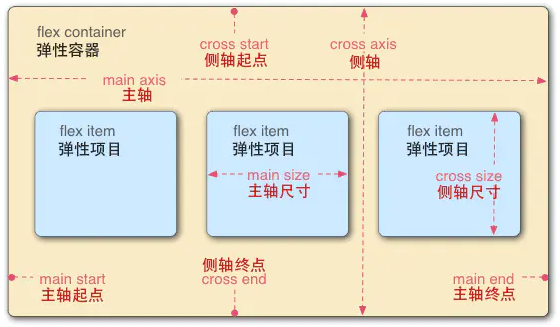 flex container
弹性容器
cross start
侧轴起点
cross axis
侧轴
main axis
主轴
flex item
弹性项目
flex item
弹性项目
flex item
弹性项目
main size
主轴尺寸
cross size
侧轴尺寸
main start
主轴起点
侧轴终点
cross end
main end
主轴终点